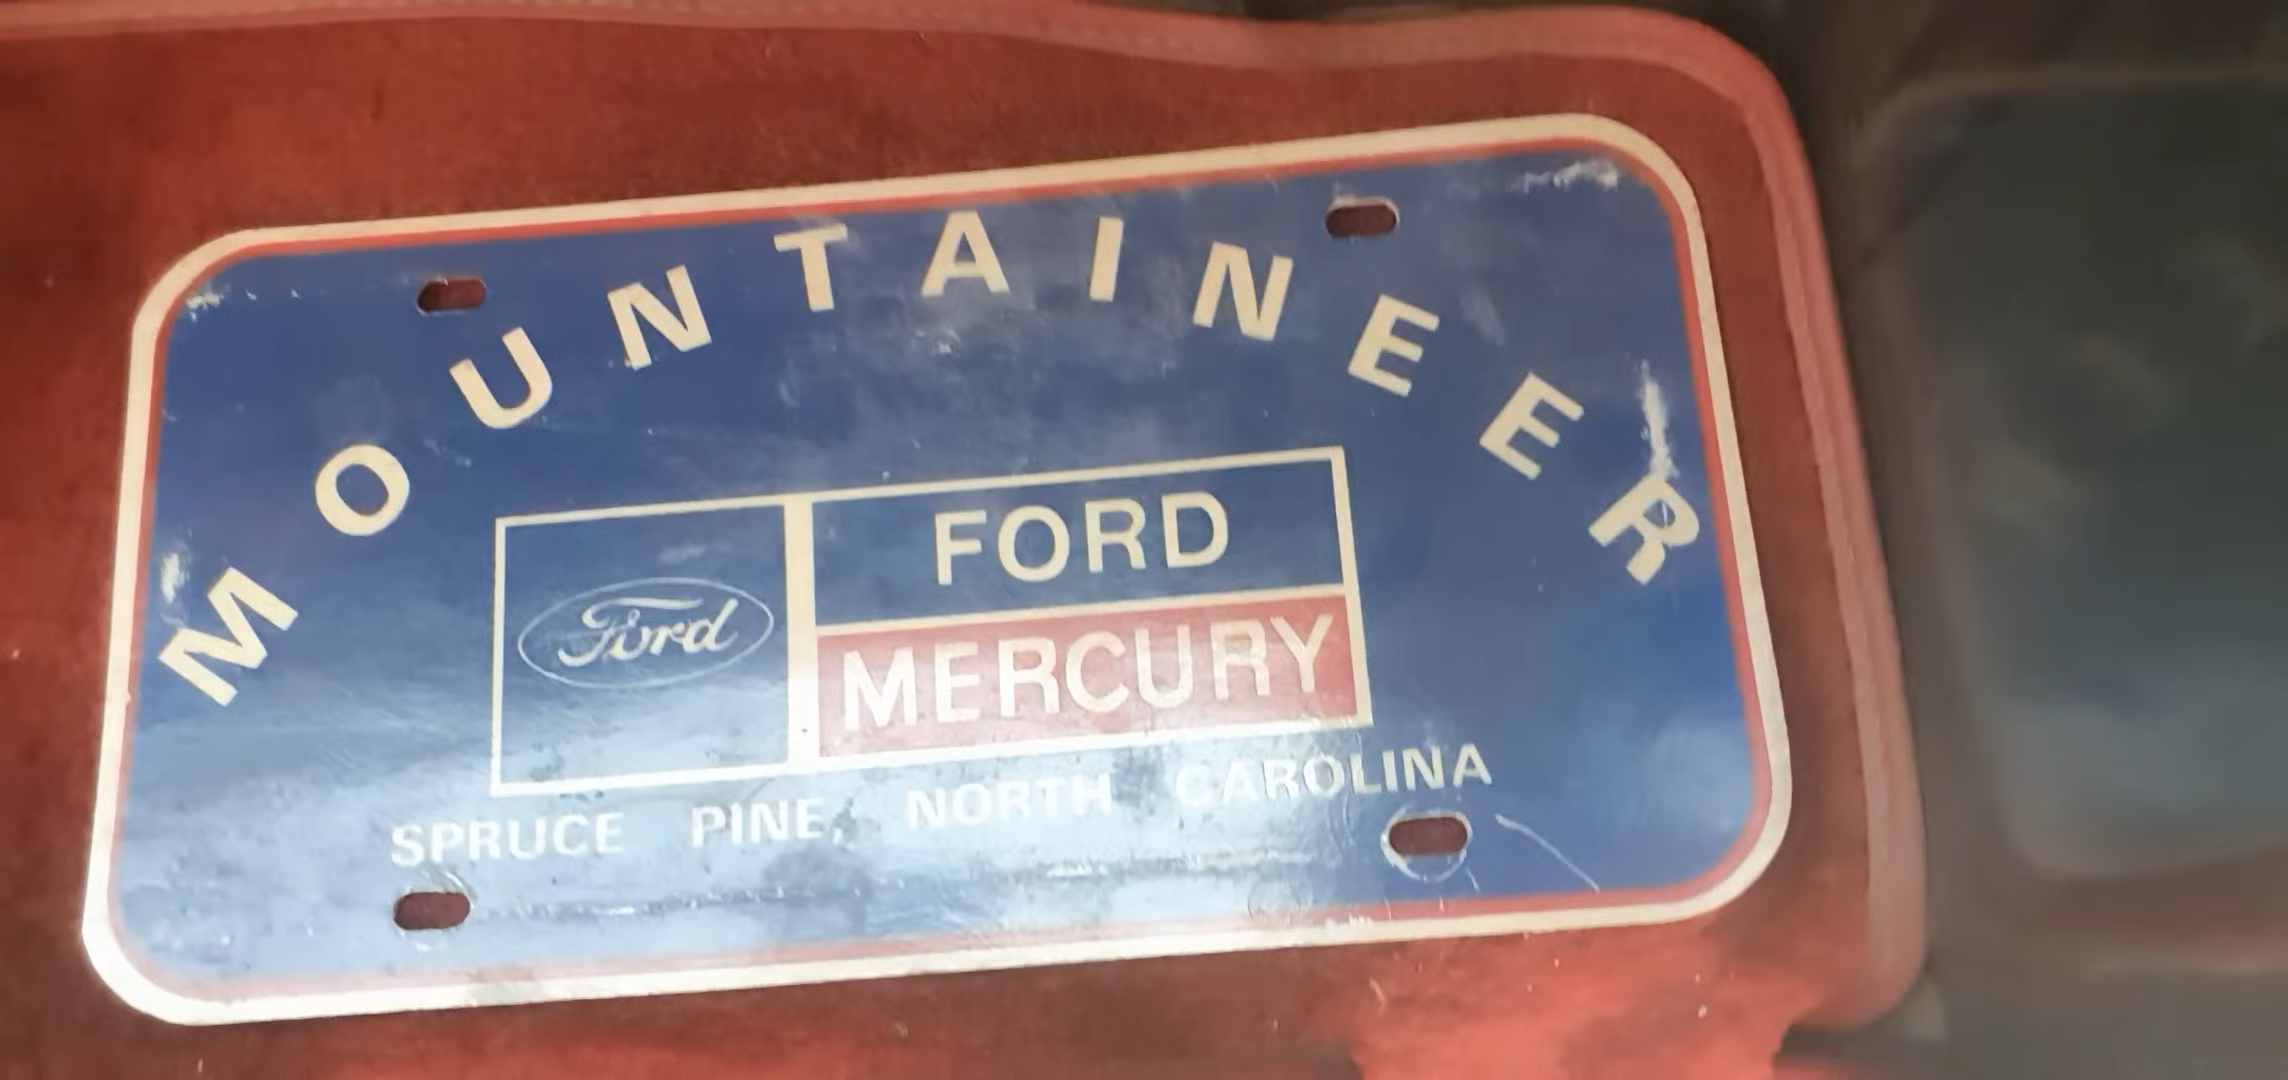 MOUNTAINEER
Ford
FORD
MERCURY
SPRUCE PINE, NORTH CAROLINA